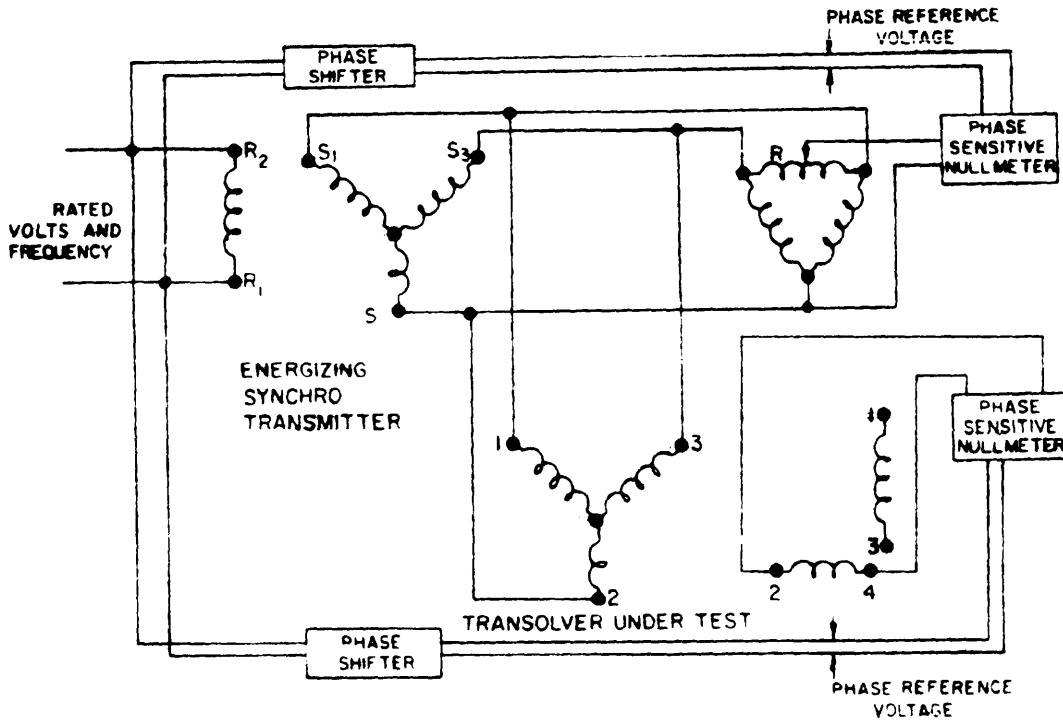 PHASE REFERENCE
VOLTAGE
PHASE
SHIFTER
PHASE
SENSITIVE
NULLMETER
R2
S1
S3
R
RATED
VOLTS AND
FREQUENCY
R1
S
ENERGIZING
SYNCHRO
TRANSMITTER
PHASE
SENSITIVE
NULLMETER
1
3
3
2
4
2
TRANSOLVER UNDER TEST
PHASE
SHIFTER
PHASE REFERENCE
VOLTAGE